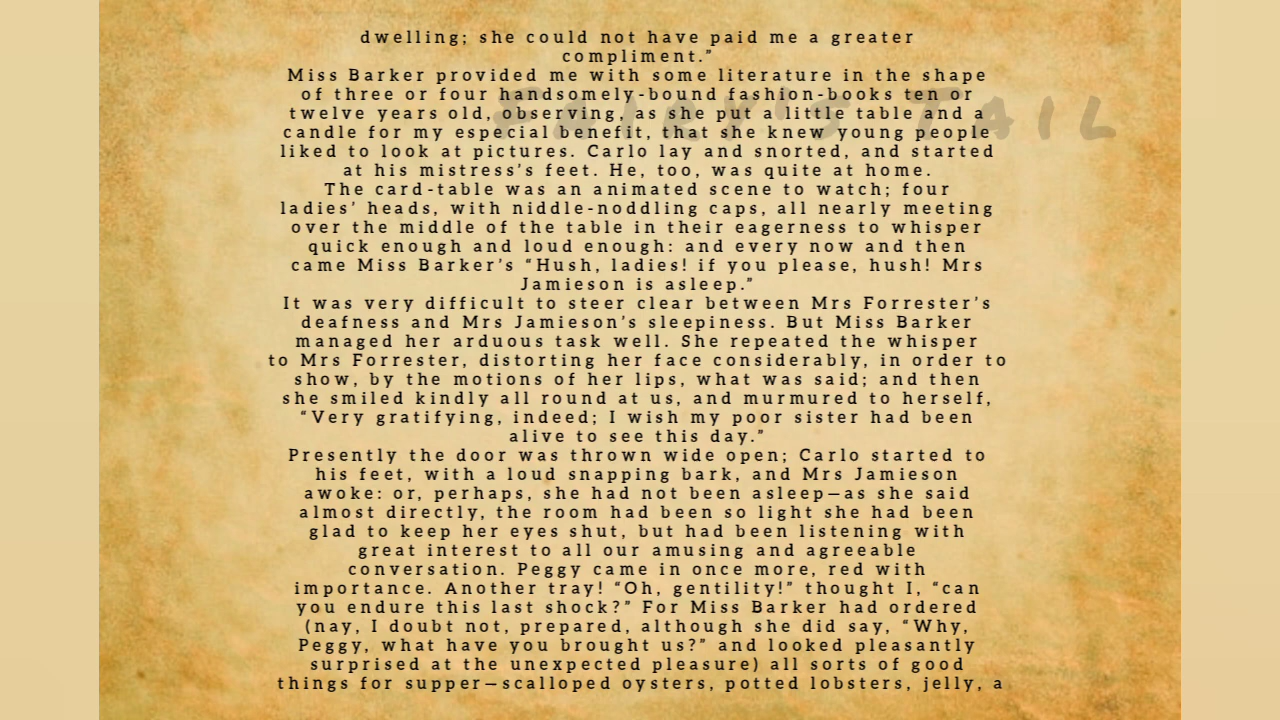 dwelling; she could not have paid me a greater
compliment.”
Miss Barker provided me with some literature in the shape
of three or four handsomely-bound fashion-books ten or
twelve years old, observing, as she put a little table and a
candle for my especial benefit, that she knew young people
liked to look at pictures. Carlo lay and snorted, and started
at his mistress’s feet. He, too, was quite at home.
The card-table was an animated scene to watch; four
ladies’ heads, with niddle-noddling caps, all nearly meeting
over the middle of the table in their eagerness to whisper
quick enough and loud enough: and every now and then
came Miss Barker’s “Hush, ladies! if you please, hush! Mrs
Jamieson is asleep.”
It was very difficult to steer clear between Mrs Forrester’s
deafness and Mrs Jamieson’s sleepiness. But Miss Barker
managed her arduous task well. She repeated the whisper
to Mrs Forrester, distorting her face considerably, in order to
show, by the motions of her lips, what was said; and then
she smiled kindly all round at us, and murmured to herself,
“Very gratifying, indeed; I wish my poor sister had been
alive to see this day.”
Presently the door was thrown wide open; Carlo started to
his feet, with a loud snapping bark, and Mrs Jamieson
awoke: or, perhaps, she had not been asleep—as she said
almost directly, the room had been so light she had been
glad to keep her eyes shut, but had been listening with
great interest to all our amusing and agreeable
conversation. Peggy came in once more, red with
importance. Another tray! “Oh, gentility!” thought I, “can
you endure this last shock?” For Miss Barker had ordered
(nay, I doubt not, prepared, although she did say, “Why,
Peggy, what have you brought us?” and looked pleasantly
surprised at the unexpected pleasure) all sorts of good
things for supper—scalloped oysters, potted lobsters, jelly, a
TAIL